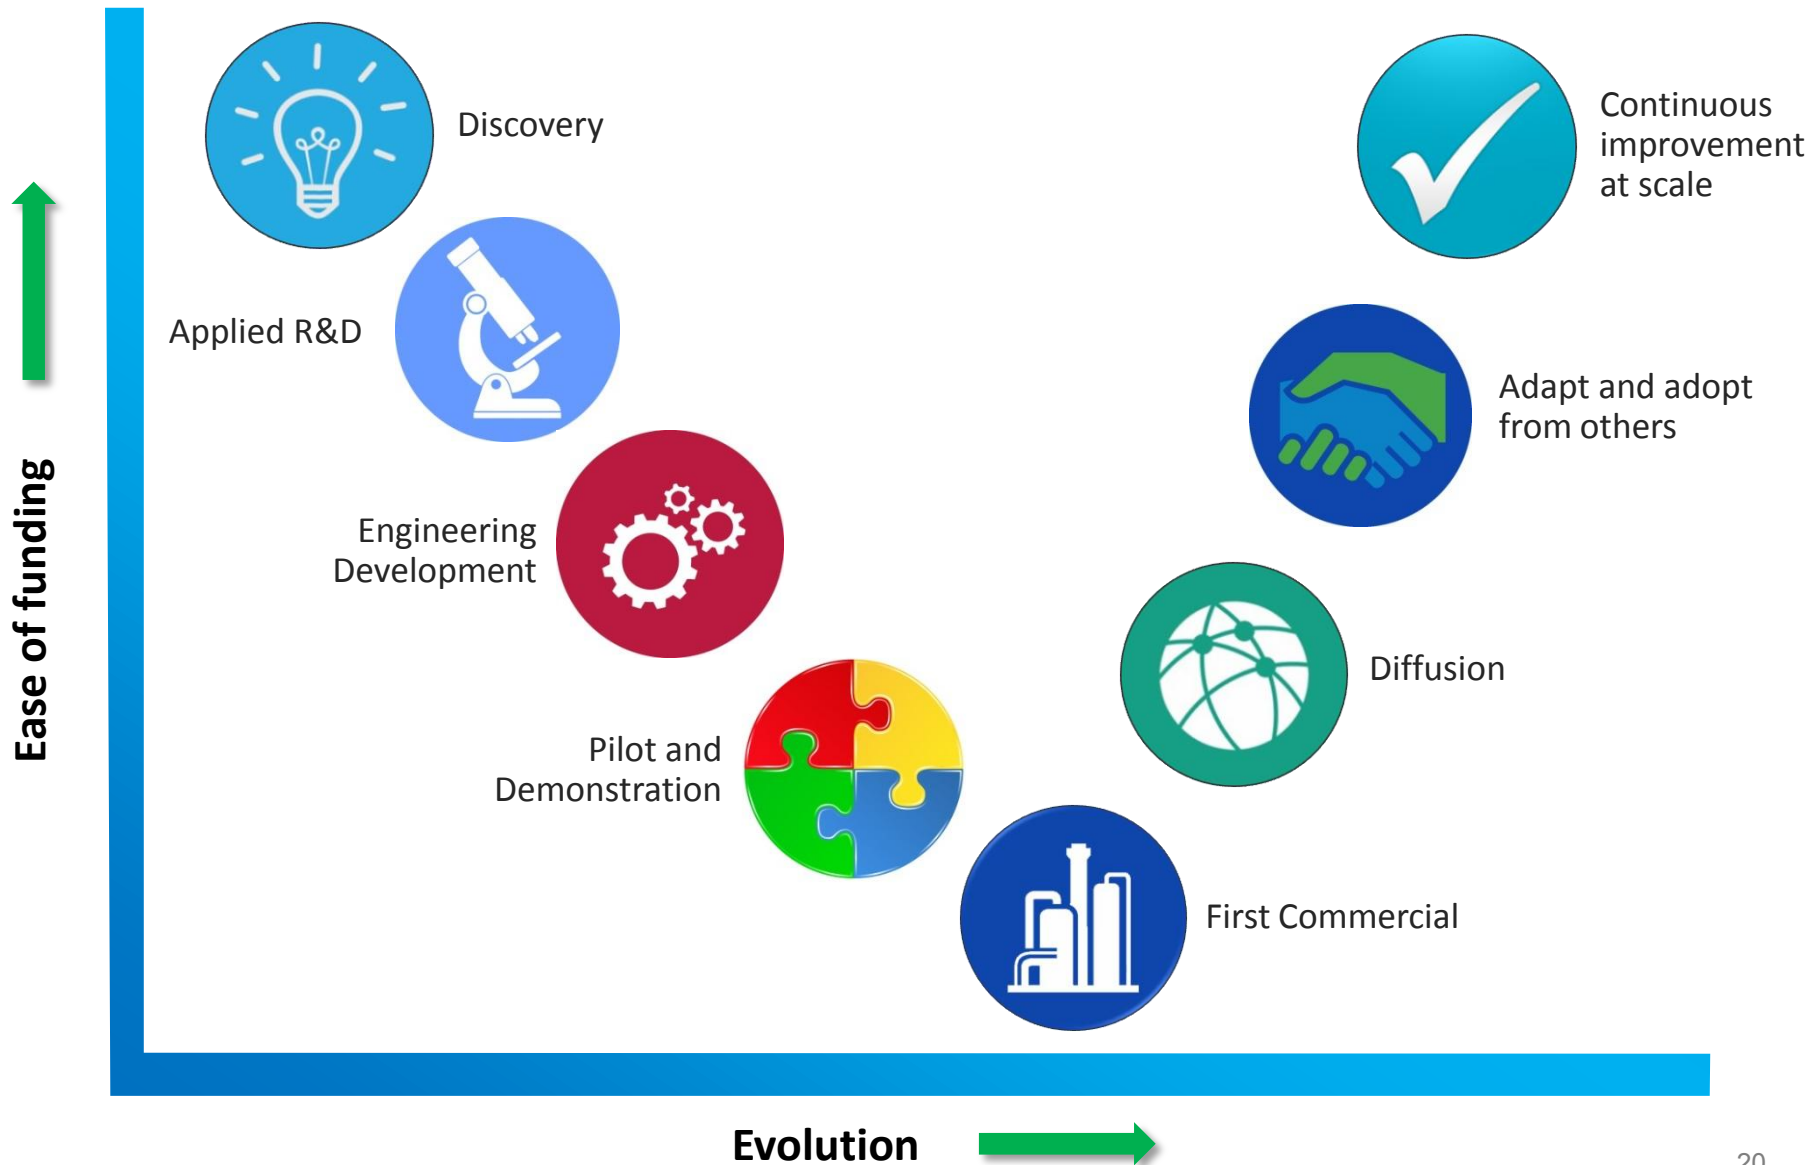 Discovery
Continuous
improvement
at scale
Applied R&D
Adapt and adopt
from others
Engineering
Development
Diffusion
Pilot and
Demonstration
First Commercial
Ease of funding
Evolution
20